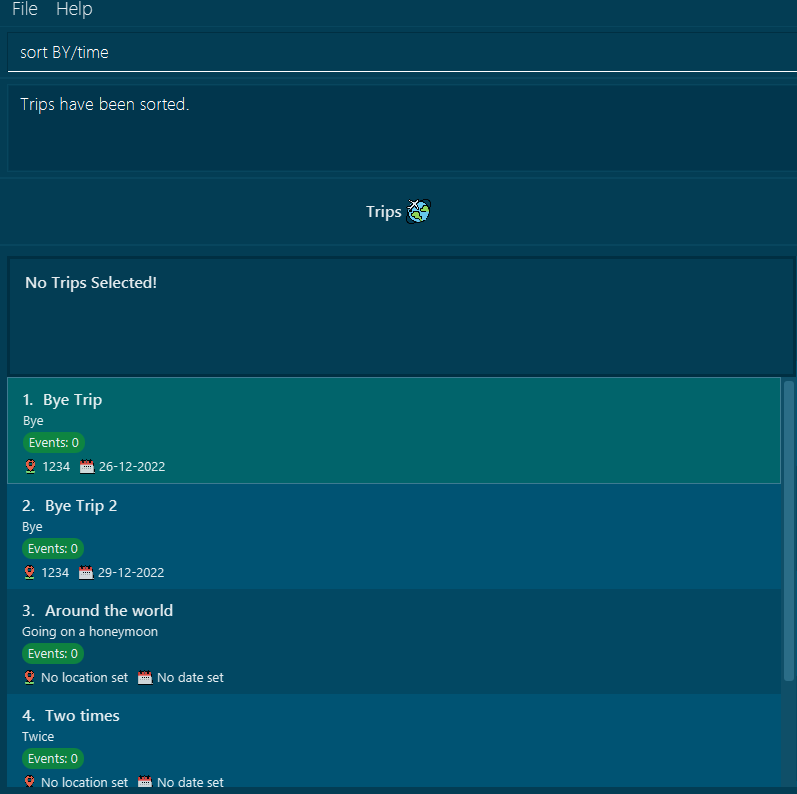 File Help
sort BY/time
Trips have been sorted.
Trips
No Trips Selected!
1. Bye Trip
Bye
Events: 0
1234 26-12-2022
2. Bye Trip 2
Bye
Events: 0
1234 29-12-2022
3. Around the world
Going on a honeymoon
Events: 0
No location set No date set
4. Two times
Twice
Events: 0
No location set No date set